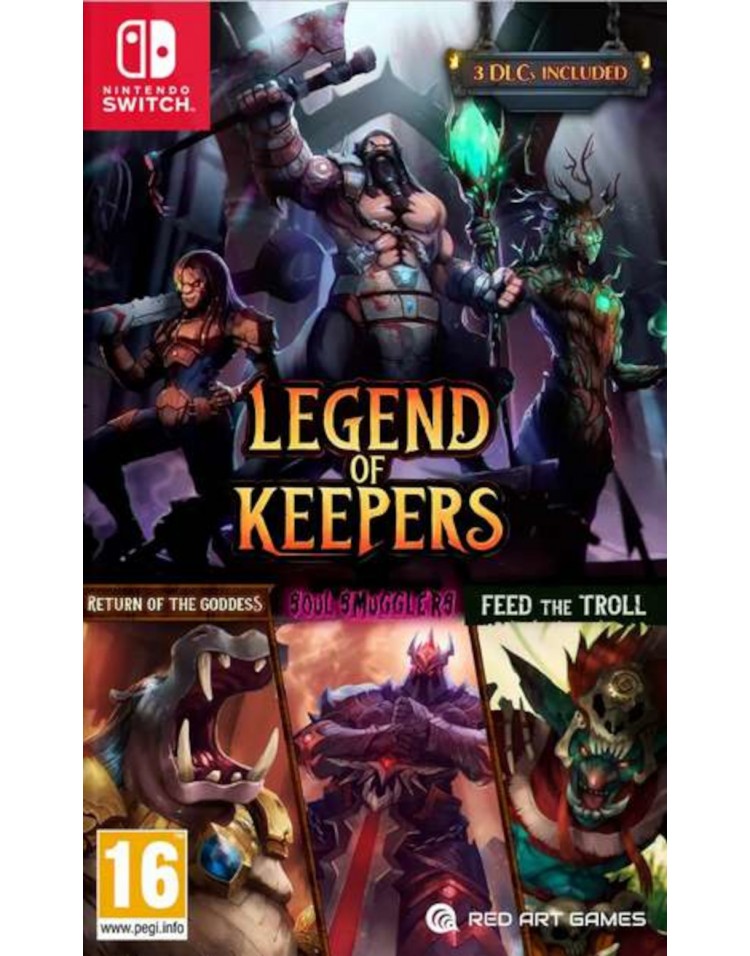 NINTENDO
SWITCH™
3 DLCs INCLUDED
LEGEND
OF
KEEPERS
RETURN OF THE GODDESS
SOUL SMUGGLERS
FEED THE TROLL
16
www.pegi.info
RED ART GAMES